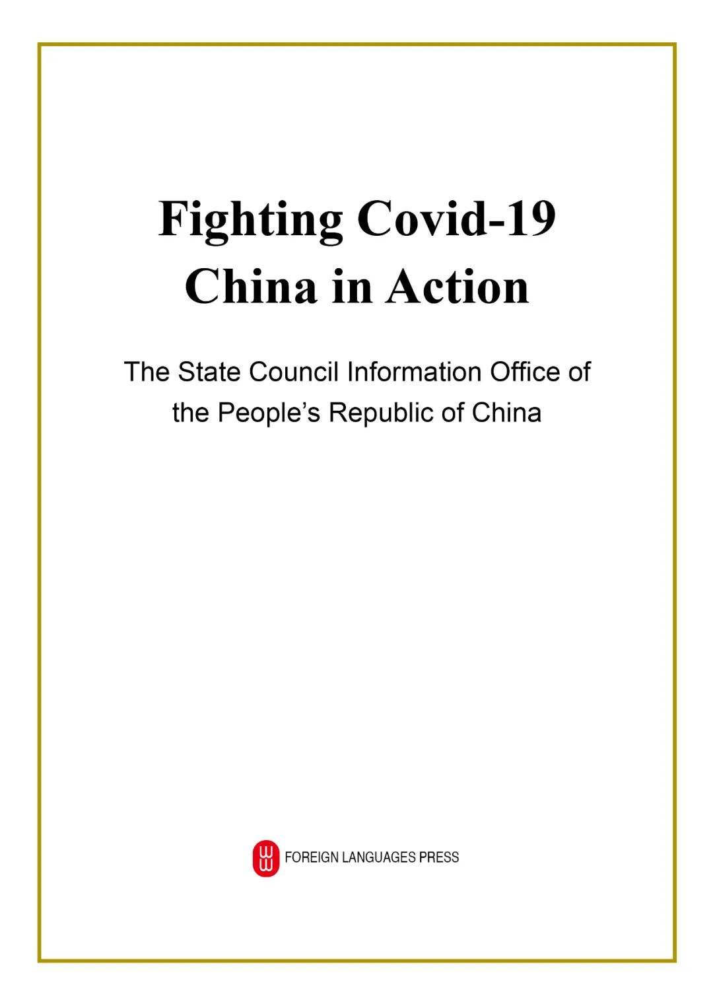 Fighting Covid-19
China in Action
The State Council Information Office of
the People’s Republic of China
FOREIGN LANGUAGES PRESS